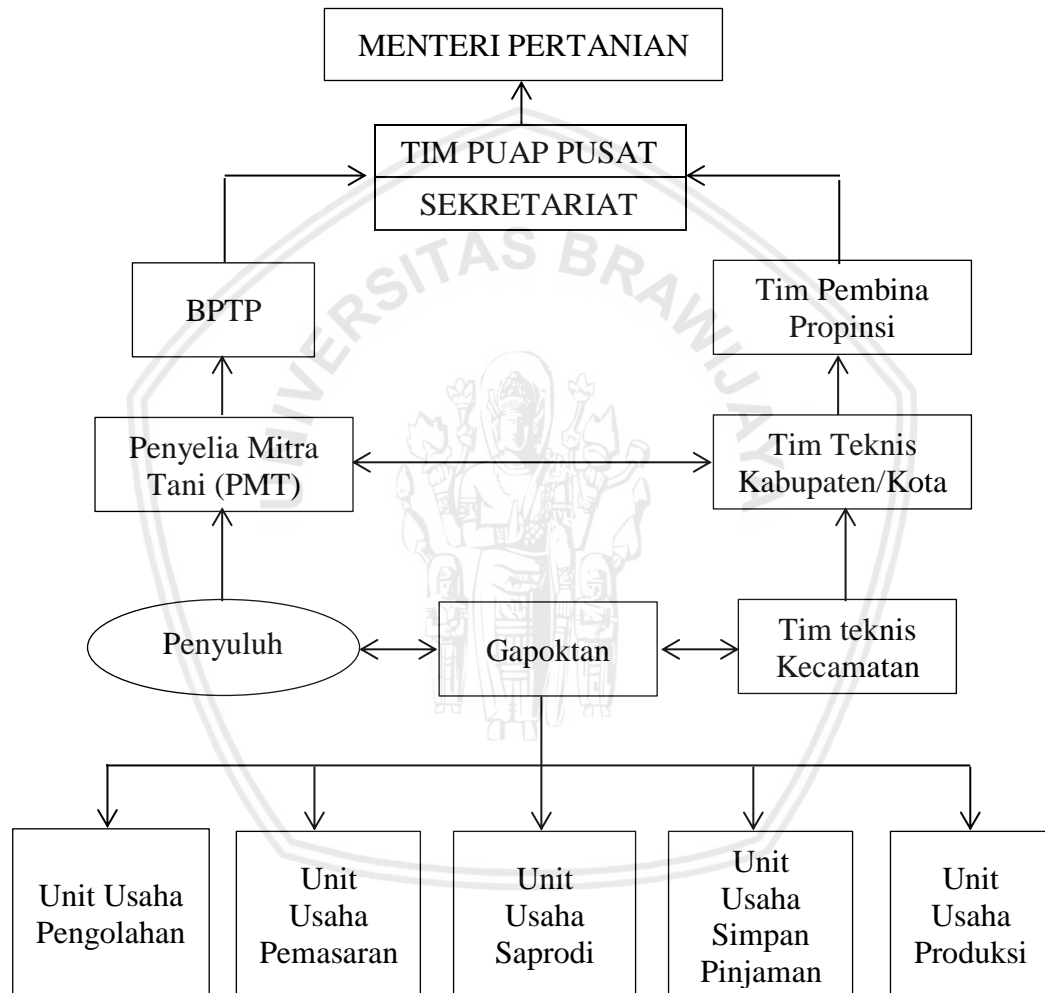 MENTERI PERTANIAN
TIM PUAP PUSAT
SEKRETARIAT
UNIVERSITAS BRAWIJAYA
BPTP
Tim Pembina
Propinsi
Penyelia Mitra
Tani (PMT)
Tim Teknis
Kabupaten/Kota
Penyuluh
Gapoktan
Tim teknis
Kecamatan
Unit Usaha
Pengolahan
Unit
Usaha
Pemasaran
Unit
Usaha
Saprodi
Unit
Usaha
Simpan
Pinjaman
Unit
Usaha
Produksi